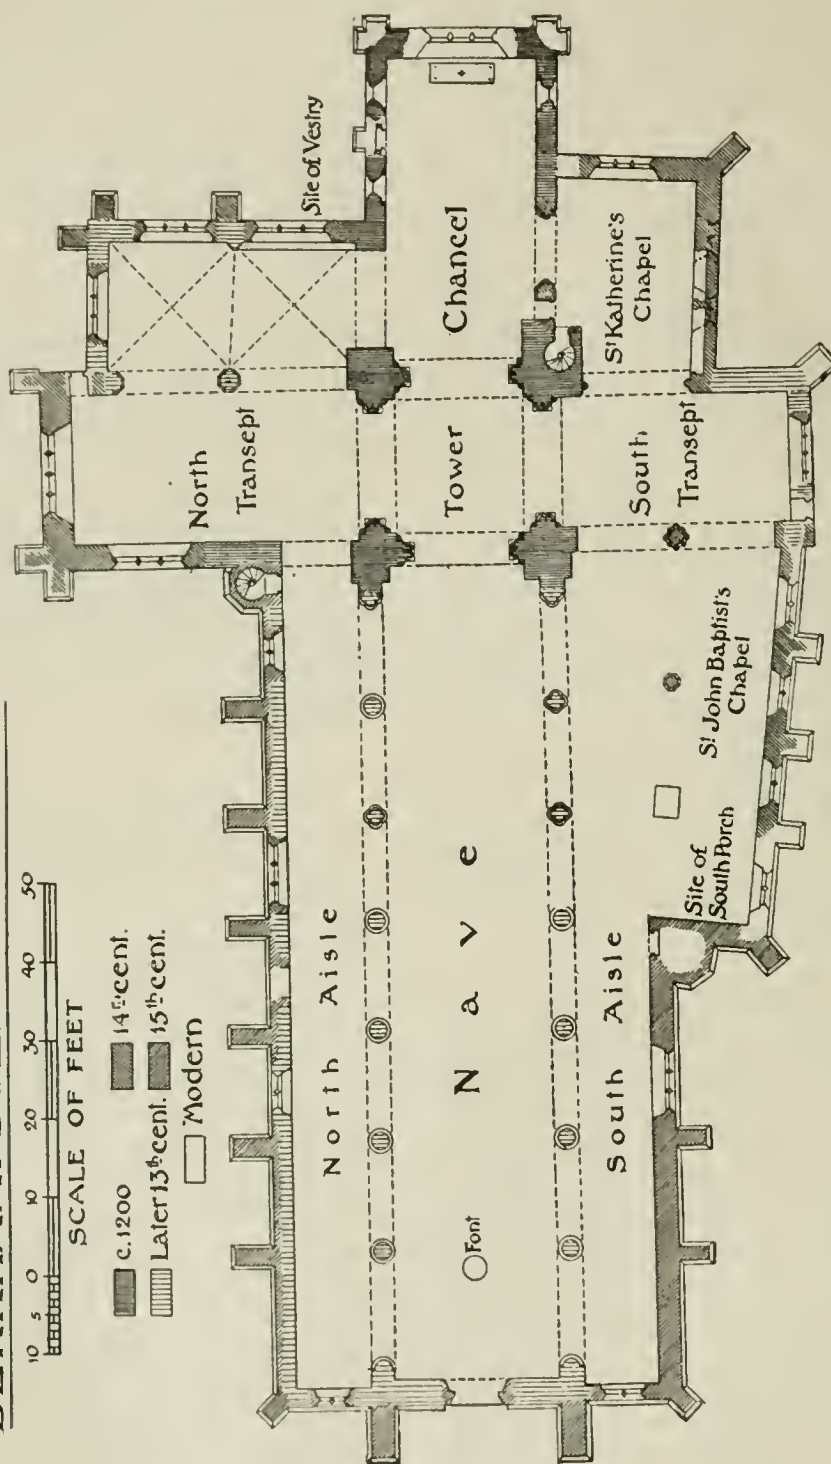 SCALE OF FEET
10 5 0 10 20 30 40 50
c.1200
14th cent.
Later 13th cent.
15th cent.
Modern
Site of Vestry
North
Transept
Chancel
Tower
St Katherine's
Chapel
South
Transept
North Aisle
Nave
Font
South Aisle
St John Baptist's
Chapel
Site of
South Porch